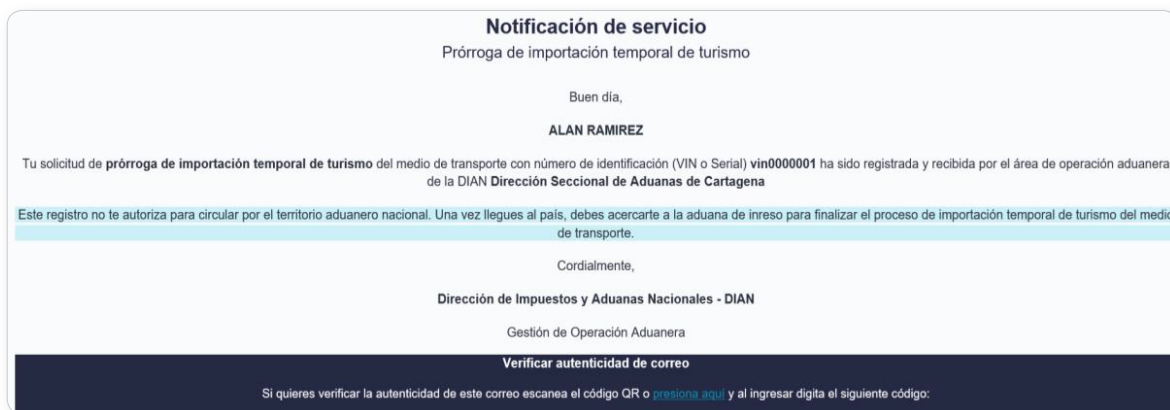 Notificación de servicio
Prórroga de importación temporal de turismo
Buen día,
ALAN RAMIREZ
Tu solicitud de prórroga de importación temporal de turismo del medio de transporte con número de identificación (VIN o Serial) vin0000001 ha sido registrada y recibida por el área de operación aduanera
de la DIAN Dirección Seccional de Aduanas de Cartagena
Este registro no te autoriza para circular por el territorio aduanero nacional. Una vez llegues al país, debes acercarte a la aduana de inreso para finalizar el proceso de importación temporal de turismo del medio
de transporte.
Cordialmente,
Dirección de Impuestos y Aduanas Nacionales - DIAN
Gestión de Operación Aduanera
Verificar autenticidad de correo
Si quieres verificar la autenticidad de este correo escanea el código QR o presiona aquí y al ingresar digita el siguiente código: